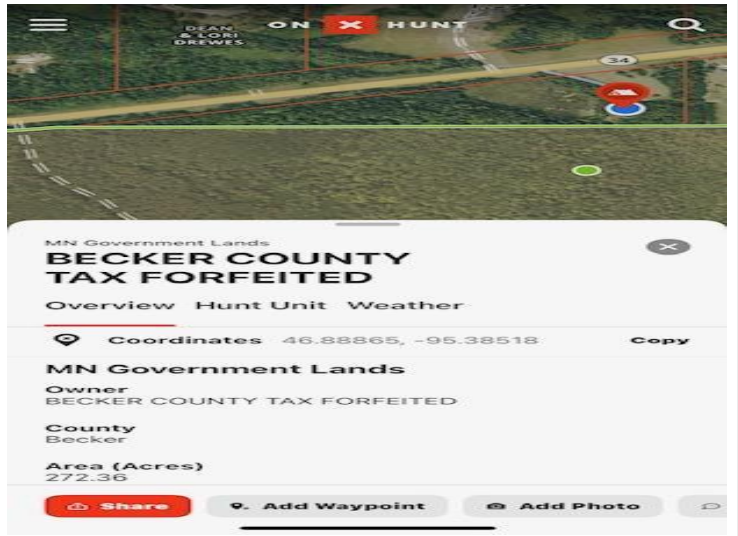 ON X HUNT
DEAN
& LORI
DREWES
34
MN Government Lands
BECKER COUNTY
TAX FORFEITED
Overview Hunt Unit Weather
Coordinates 46.88865, -95.38518 Copy
MN Government Lands
Owner
BECKER COUNTY TAX FORFEITED
County
Becker
Area (Acres)
272.36
Share Add Waypoint Add Photo